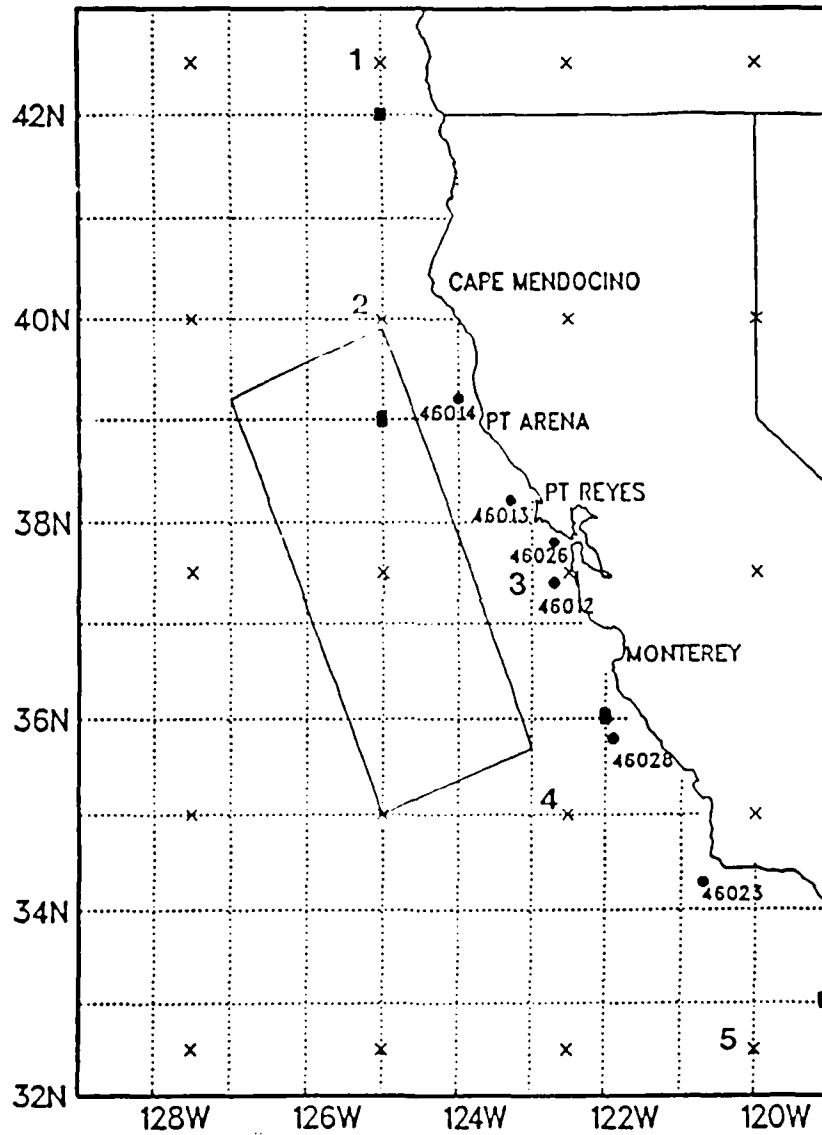 1
42N
CAPE MENDOCINO
2
40N
46014
PT ARENA
PT REYES
38N
46013
46026
3
46012
MONTEREY
36N
46028
4
46023
34N
5
32N
128W 126W 124W 122W 120W